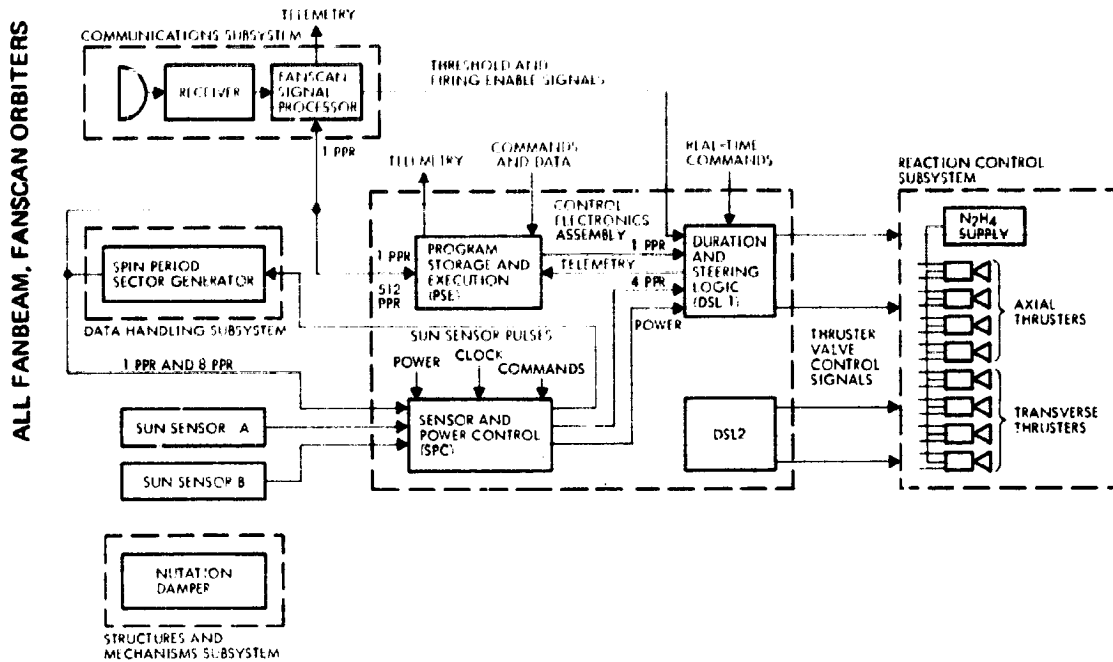 ALL FANBEAM, FANSCAN ORBITERS
TELEMETRY
COMMUNICATIONS SUBSYSTEM
RECEIVER
FANSCAN
SIGNAL
PROCESSOR
THRESHOLD AND
FIRING ENABLE SIGNALS
1 PPR
TELEMETRY
COMMANDS
AND DATA
REAL-TIME
COMMANDS
REACTION CONTROL
SUBSYSTEM
N2H4
SUPPLY
CONTROL
ELECTRONICS
ASSEMBLY
1 PPR
PROGRAM
STORAGE AND
EXECUTION
(PSE)
1 PPR
512
PPR
TELEMETRY
4 PPR
POWER
DURATION
AND
STEERING
LOGIC
(DSL 1)
SPIN PERIOD
SECTOR GENERATOR
DATA HANDLING SUBSYSTEM
AXIAL
THRUSTERS
SUN SENSOR PULSES
THRUSTER
VALVE
CONTROL
SIGNALS
1 PPR AND 8 PPR
POWER
CLOCK
COMMANDS
SENSOR AND
POWER CONTROL
(SPC)
DSL2
TRANSVERSE
THRUSTERS
SUN SENSOR A
SUN SENSOR B
NUTATION
DAMPER
STRUCTURES AND
MECHANISMS SUBSYSTEM